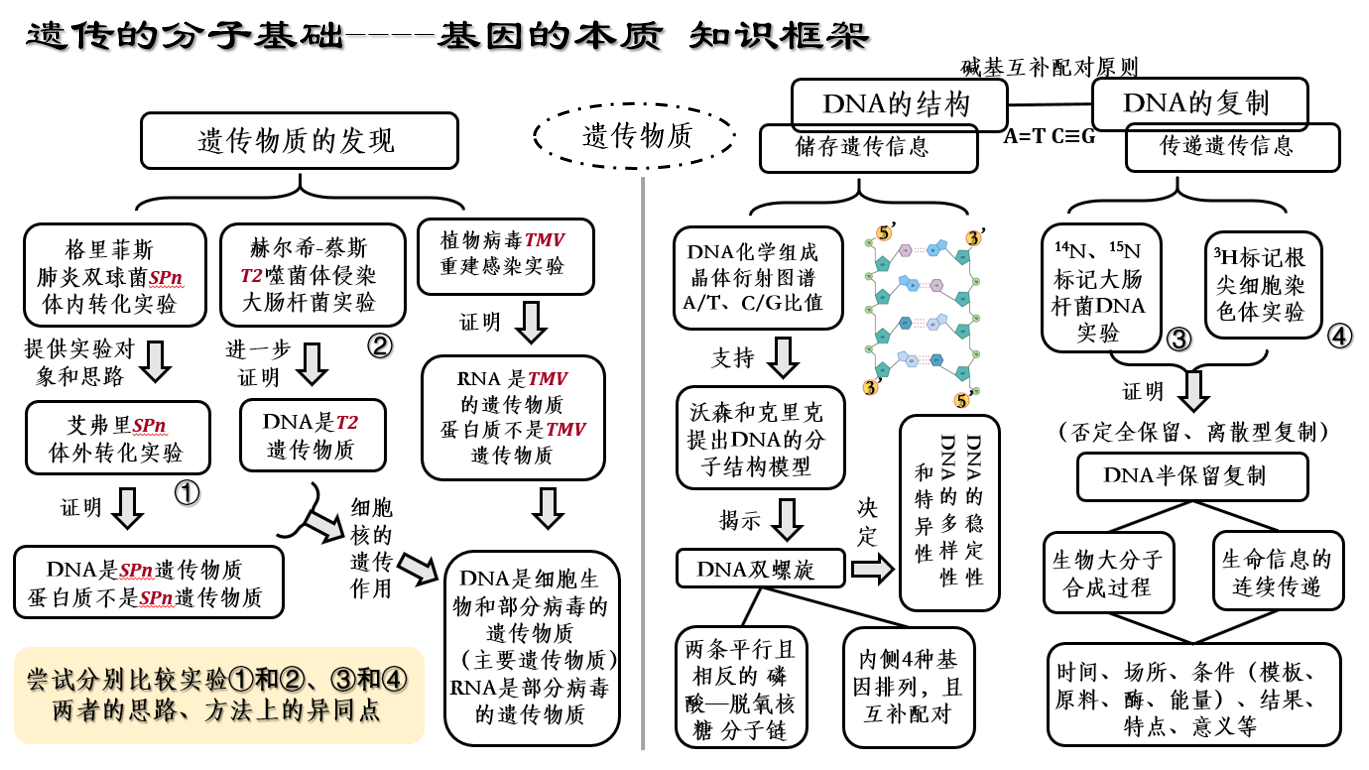 遗传的分子基础----基因的本质 知识框架
遗传物质的发现
遗传物质
格里菲斯
肺炎双球菌SPn
体内转化实验
提供实验对
象和思路
艾弗里SPn
体外转化实验
①
证明
DNA是SPn遗传物质
蛋白质不是SPn遗传物质
赫尔希-蔡斯
T2噬菌体侵染
大肠杆菌实验
②
进一步
证明
DNA是T2
遗传物质
细胞
核的
遗传
作用
植物病毒TMV
重建感染实验
证明
RNA 是TMV
的遗传物质
蛋白质不是TMV
遗传物质
DNA是细胞生
物和部分病毒的
遗传物质
（主要遗传物质）
RNA是部分病毒
的遗传物质
尝试分别比较实验①和②、③和④
两者的思路、方法上的异同点
碱基互补配对原则
DNA的结构
储存遗传信息
A=T C≡G
DNA的复制
传递遗传信息
DNA化学组成
晶体衍射图谱
A/T、C/G比值
支持
沃森和克里克
提出DNA的分
子结构模型
揭示
DNA双螺旋
决
定
DNA的稳定性
DNA的多样性
和特异性
两条平行且
相反的 磷
酸—脱氧核
糖 分子链
内侧4种基
因排列，且
互补配对
5’
3’
3’
5’
¹⁴N、¹⁵N
标记大肠
杆菌DNA
实验
③
³H标记根
尖细胞染
色体实验
④
证明
（否定全保留、离散型复制）
DNA半保留复制
生物大分子
合成过程
生命信息的
连续传递
时间、场所、条件（模板、
原料、酶、能量）、结果、
特点、意义等